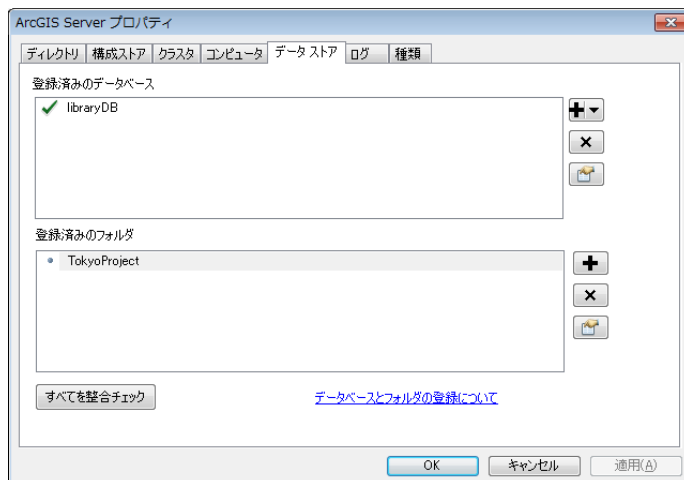 ArcGIS Server プロパティ
ディレクトリ 構成ストア クラスタ コンピュータ データ ストア ログ 種類
登録済みのデータベース
libraryDB
登録済みのフォルダ
TokyoProject
すべてを整合チェック データベースとフォルダの登録について
OK キャンセル 適用(A)